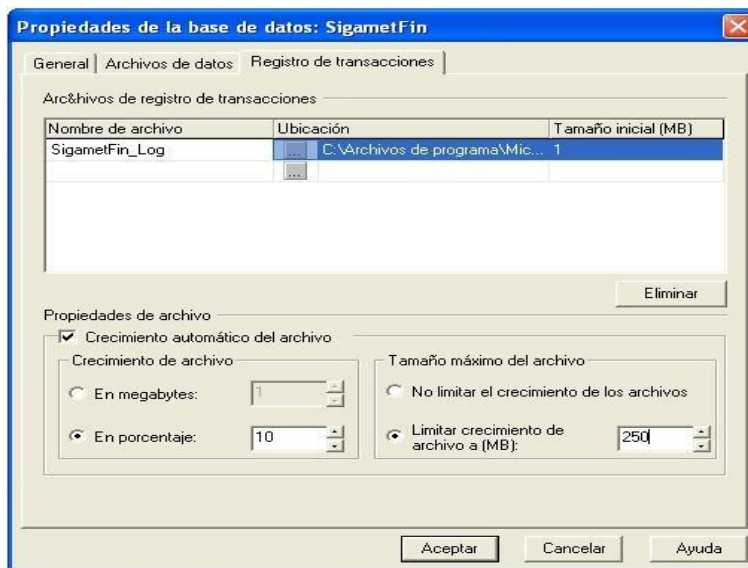 Propiedades de la base de datos: SigametFin
General Archivos de datos Registro de transacciones
Arc&hivos de registro de transacciones
Nombre de archivo Ubicación Tamaño inicial (MB)
SigametFin_Log ... C:\Archivos de programa\Mic... 1
...
Eliminar
Propiedades de archivo
Crecimiento automático del archivo
Crecimiento de archivo Tamaño máximo del archivo
En megabytes: 1 No limitar el crecimiento de los archivos
En porcentaje: 10 Limitar crecimiento de
archivo a (MB): 250
Aceptar Cancelar Ayuda